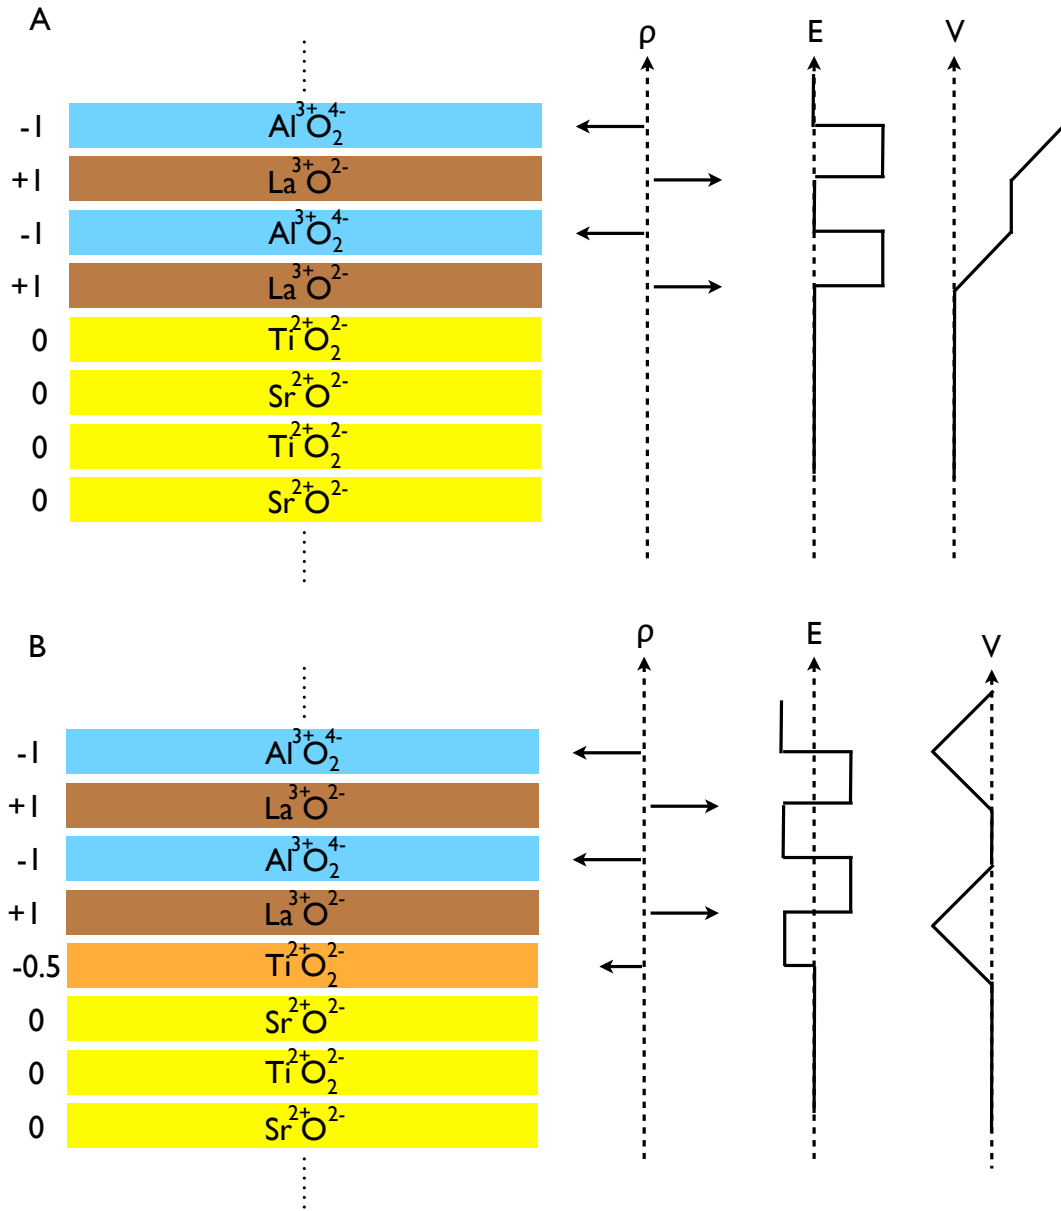 A
ρ E V
-1 Al³⁺O₂⁴⁻
+1 La³⁺O²⁻
-1 Al³⁺O₂⁴⁻
+1 La³⁺O²⁻
0 Ti²⁺O₂²⁻
0 Sr²⁺O²⁻
0 Ti²⁺O₂²⁻
0 Sr²⁺O²⁻
B
ρ E V
-1 Al³⁺O₂⁴⁻
+1 La³⁺O²⁻
-1 Al³⁺O₂⁴⁻
+1 La³⁺O²⁻
-0.5 Ti²⁺O₂²⁻
0 Sr²⁺O²⁻
0 Ti²⁺O₂²⁻
0 Sr²⁺O²⁻